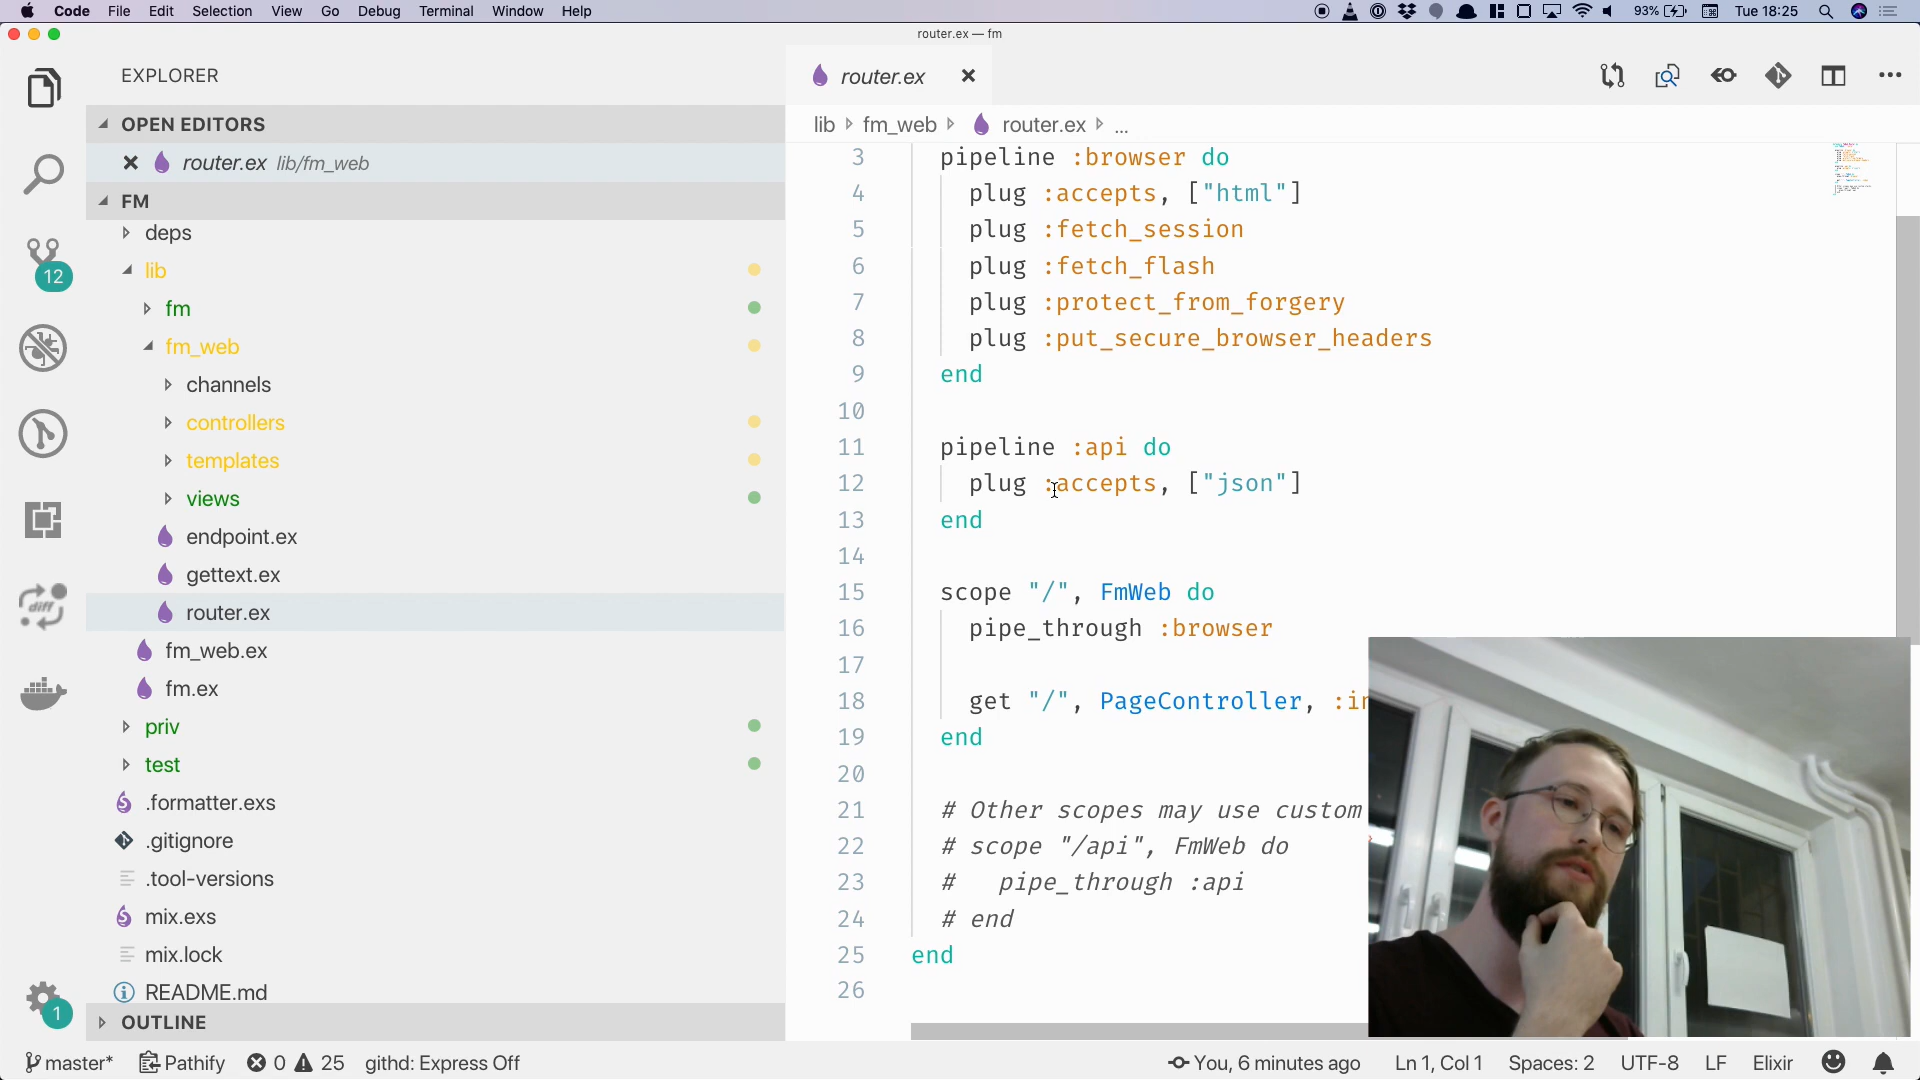 Code File Edit Selection View Go Debug Terminal Window Help
93% Tue 18:25
router.ex — fm
EXPLORER
OPEN EDITORS
router.ex lib/fm_web
FM
deps
lib
fm
fm_web
channels
controllers
templates
views
endpoint.ex
gettext.ex
router.ex
fm_web.ex
fm.ex
priv
test
.formatter.exs
.gitignore
.tool-versions
mix.exs
mix.lock
README.md
OUTLINE
12
diff
1
router.ex
lib fm_web router.ex ...
3 pipeline :browser do
4 plug :accepts, ["html"]
5 plug :fetch_session
6 plug :fetch_flash
7 plug :protect_from_forgery
8 plug :put_secure_browser_headers
9 end
10
11 pipeline :api do
12 plug :accepts, ["json"]
13 end
14
15 scope "/", FmWeb do
16 pipe_through :browser
17
18 get "/", PageController, :in
19 end
20
21 # Other scopes may use custom
22 # scope "/api", FmWeb do
23 # pipe_through :api
24 # end
25 end
26
master* Pathify 0 25 githd: Express Off You, 6 minutes ago Ln 1, Col 1 Spaces: 2 UTF-8 LF Elixir